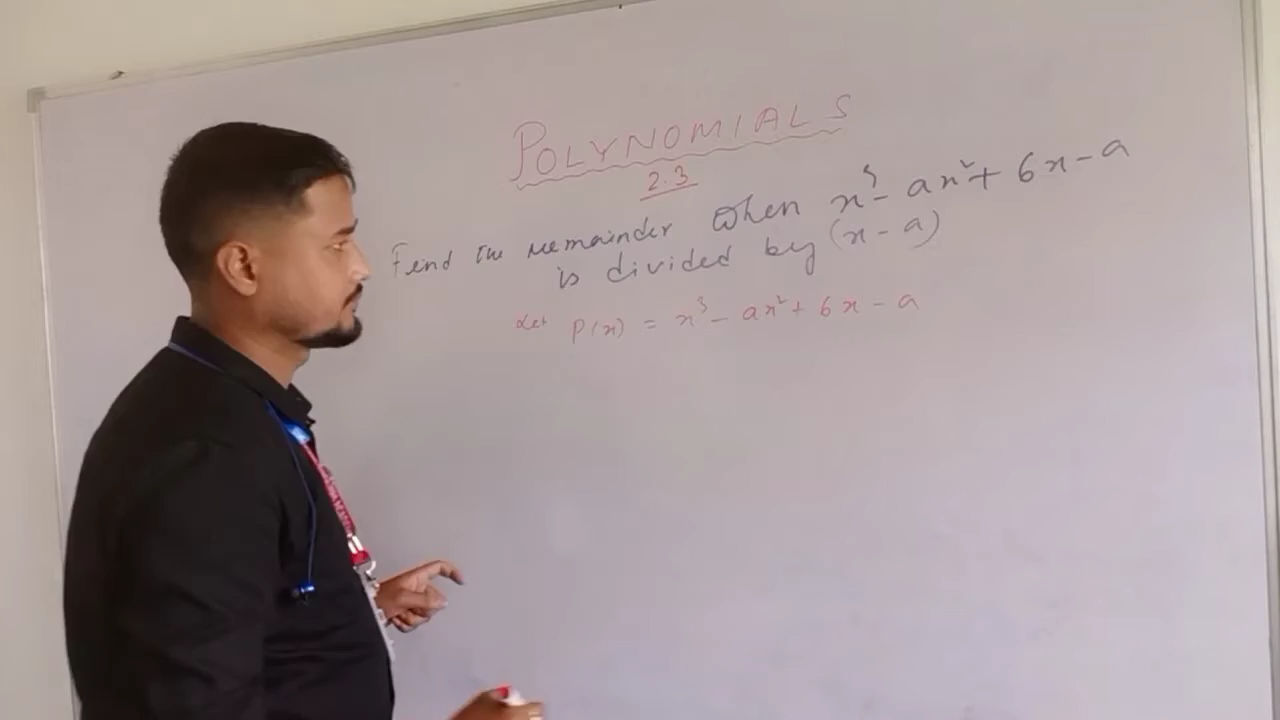 POLYNOMIALS
2.3
Find the remainder when x³ - ax² + 6x - a
is divided by (x - a)
Let P(x) = x³ - ax² + 6x - a